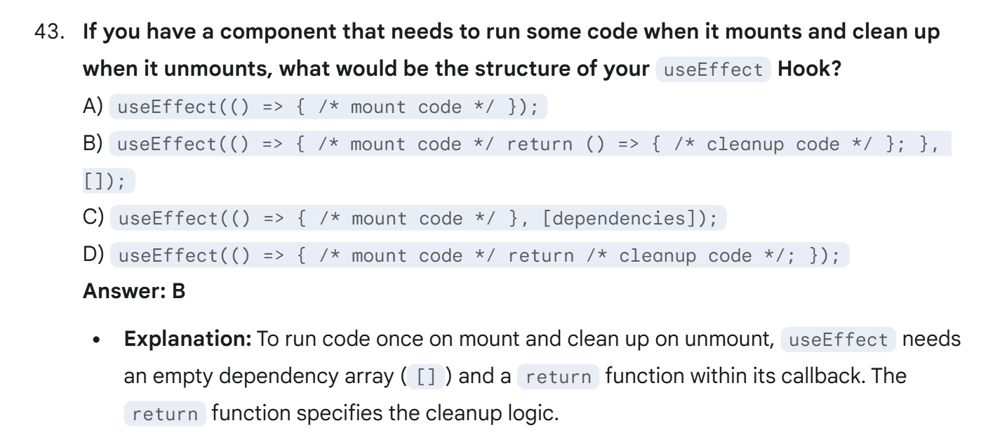 43. If you have a component that needs to run some code when it mounts and clean up
when it unmounts, what would be the structure of your useEffect Hook?
A) useEffect(() => { /* mount code */ });
B) useEffect(() => { /* mount code */ return () => { /* cleanup code */ }; },
[]);
C) useEffect(() => { /* mount code */ }, [dependencies]);
D) useEffect(() => { /* mount code */ return /* cleanup code */; });
Answer: B
• Explanation: To run code once on mount and clean up on unmount, useEffect needs
an empty dependency array ( [] ) and a return function within its callback. The
return function specifies the cleanup logic.